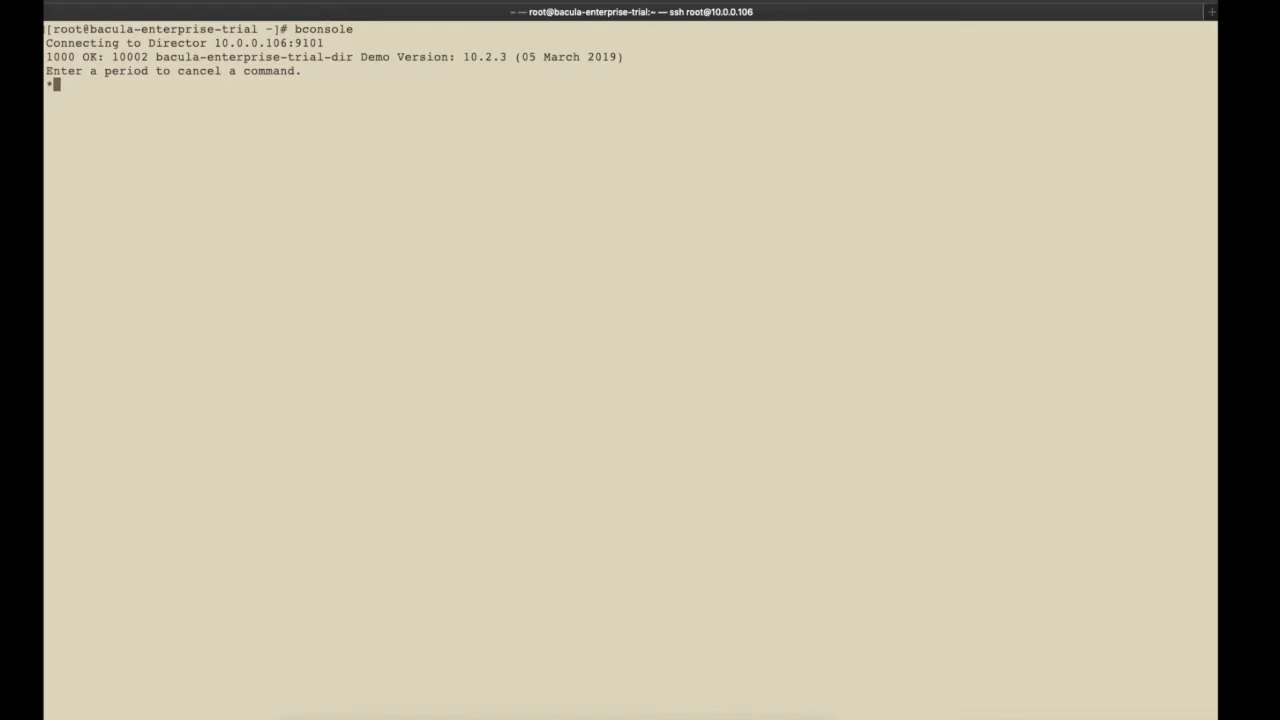 ~ — root@bacula-enterprise-trial:~ — ssh root@10.0.0.106
[root@bacula-enterprise-trial ~]# bconsole
Connecting to Director 10.0.0.106:9101
1000 OK: 10002 bacula-enterprise-trial-dir Demo Version: 10.2.3 (05 March 2019)
Enter a period to cancel a command.
*